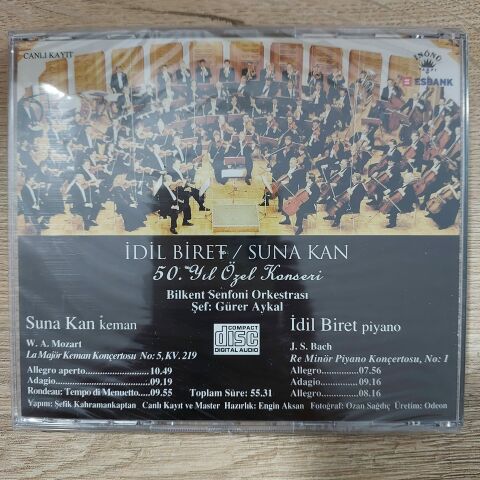 CANLI KAYIT
İNÖNÜ
ESBANK
İDİL BİRET / SUNA KAN
50. Yıl Özel Konseri
Bilkent Senfoni Orkestrası
Şef: Gürer Aykal
Suna Kan keman
W. A. Mozart
La Majör Keman Konçertosu No: 5, KV. 219
Allegro aperto 10.49
Adagio 09.19
Rondeau: Tempo di Menuetto 09.55
COMPACT
disc
DIGITAL AUDIO
Toplam Süre: 55.31
İdil Biret piyano
J. S. Bach
Re Minör Piyano Konçertosu, No: 1
Allegro 07.56
Adagio 09.16
Allegro 08.16
Yapım: Şefik Kahramankaptan Canlı Kayıt ve Master Hazırlık: Engin Aksan Fotoğraf: Ozan Sağdıç Üretim: Odeon